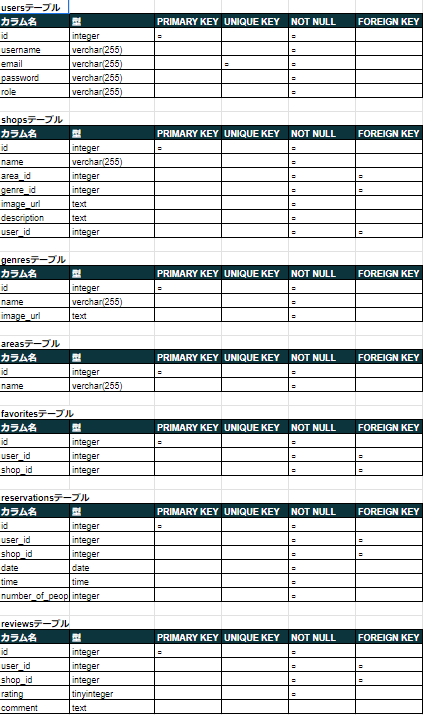 usersテーブル
カラム名 型 PRIMARY KEY UNIQUE KEY NOT NULL FOREIGN KEY
id integer ○ ○
username verchar(255) ○
email verchar(255) ○ ○
password verchar(255) ○
role verchar(255) ○
shopsテーブル
カラム名 型 PRIMARY KEY UNIQUE KEY NOT NULL FOREIGN KEY
id integer ○ ○
name verchar(255) ○
area_id integer ○ ○
genre_id integer ○ ○
image_url text ○
description text ○
user_id integer ○ ○
genresテーブル
カラム名 型 PRIMARY KEY UNIQUE KEY NOT NULL FOREIGN KEY
id integer ○ ○
name verchar(255) ○
image_url text ○
areasテーブル
カラム名 型 PRIMARY KEY UNIQUE KEY NOT NULL FOREIGN KEY
id integer ○ ○
name verchar(255) ○
favoritesテーブル
カラム名 型 PRIMARY KEY UNIQUE KEY NOT NULL FOREIGN KEY
id integer ○ ○
user_id integer ○ ○
shop_id integer ○ ○
reservationsテーブル
カラム名 型 PRIMARY KEY UNIQUE KEY NOT NULL FOREIGN KEY
id integer ○ ○
user_id integer ○ ○
shop_id integer ○ ○
date date ○
time time ○
number_of_peop integer ○
reviewsテーブル
カラム名 型 PRIMARY KEY UNIQUE KEY NOT NULL FOREIGN KEY
id integer ○ ○
user_id integer ○ ○
shop_id integer ○ ○
rating tinyinteger ○
comment text